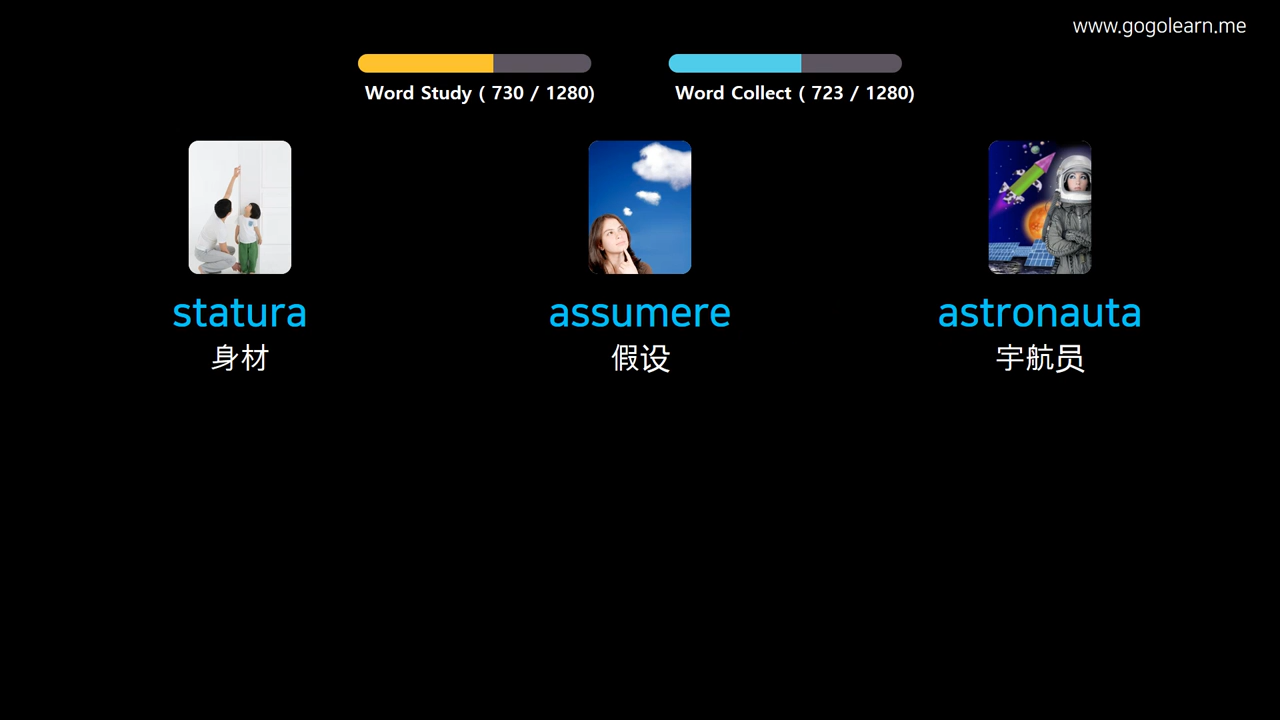 www.gogolearn.me
Word Study ( 730 / 1280)
Word Collect ( 723 / 1280)
statura
身材
assumere
假设
astronauta
宇航员